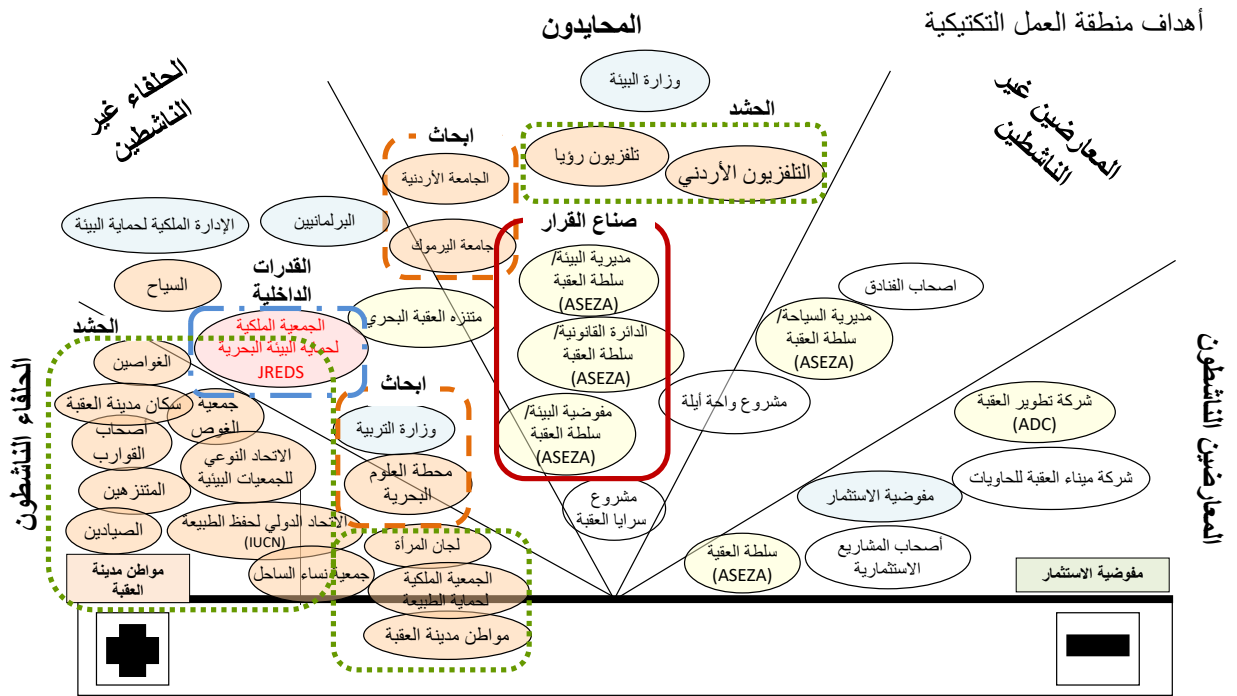 أهداف منطقة العمل التكتيكية
المحايدون
الحلفاء غير
الناشطين
المعارضين غير
الناشطين
وزارة البيئة
الحشد
تلفزيون رؤيا
التلفزيون الأردني
ابحاث
الجامعة الأردنية
جامعة اليرموك
البرلمانيين
الإدارة الملكية لحماية البيئة
السياح
صناع القرار
مديرية البيئة/
سلطة العقبة
(ASEZA)
الدائرة القانونية/
سلطة العقبة
(ASEZA)
مفوضية البيئة/
سلطة العقبة
(ASEZA)
اصحاب الفنادق
مديرية السياحة/
سلطة العقبة
(ASEZA)
مشروع واحة أيلة
مشروع
سرايا العقبة
القدرات
الداخلية
الجمعية الملكية
لحماية البيئة البحرية
JREDS
متنزه العقبة البحري
ابحاث
وزارة التربية
محطة العلوم
البحرية
المعارضين الناشطون
شركة تطوير العقبة
(ADC)
شركة ميناء العقبة للحاويات
مفوضية الاستثمار
أصحاب المشاريع
الاستثمارية
سلطة العقبة
(ASEZA)
مفوضية الاستثمار
الحلفاء الناشطون
الحشد
الغواصين
سكان مدينة العقبة
جمعية
الغوص
أصحاب
القوارب
الاتحاد النوعي
للجمعيات البيئية
المتنزهين
الصيادين
الاتحاد الدولي لحفظ الطبيعة
(IUCN)
جمعية نساء الساحل
مواطن مدينة
العقبة
لجان المرأة
الجمعية الملكية
لحماية الطبيعة
مواطن مدينة العقبة